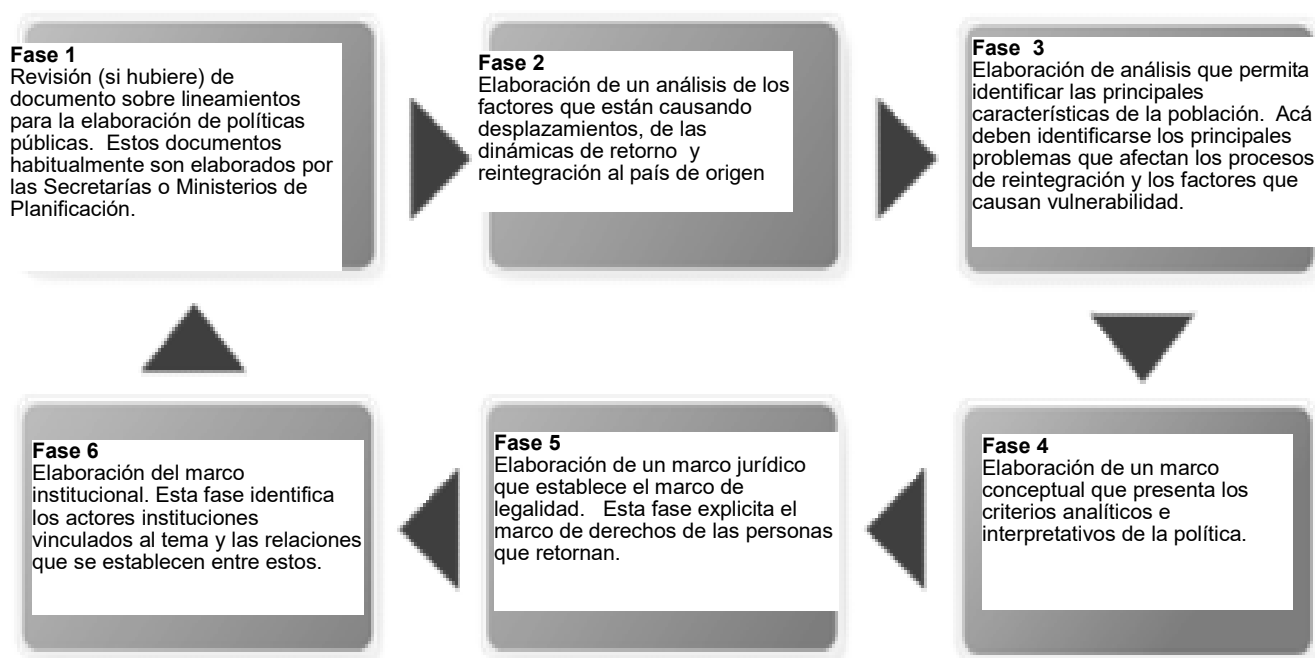 Fase 1
Revisión (si hubiere) de
documento sobre lineamientos
para la elaboración de políticas
públicas. Estos documentos
habitualmente son elaborados por
las Secretarías o Ministerios de
Planificación.
Fase 2
Elaboración de un análisis de los
factores que están causando
desplazamientos, de las
dinámicas de retorno y
reintegración al país de origen
Fase 3
Elaboración de análisis que permita
identificar las principales
características de la población. Acá
deben identificarse los principales
problemas que afectan los procesos
de reintegración y los factores que
causan vulnerabilidad.
Fase 4
Elaboración de un marco
conceptual que presenta los
criterios analíticos e
interpretativos de la política.
Fase 5
Elaboración de un marco jurídico
que establece el marco de
legalidad. Esta fase explicita el
marco de derechos de las personas
que retornan.
Fase 6
Elaboración del marco
institucional. Esta fase identifica
los actores instituciones
vinculados al tema y las relaciones
que se establecen entre estos.